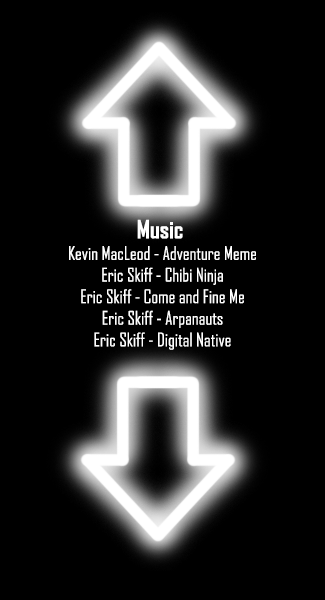 Music
Kevin MacLeod - Adventure Meme
Eric Skiff - Chibi Ninja
Eric Skiff - Come and Fine Me
Eric Skiff - Arpanauts
Eric Skiff - Digital Native